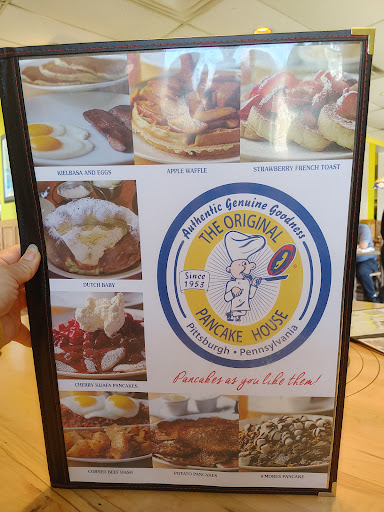 KIELBASA AND EGGS
APPLE WAFFLE
STRAWBERRY FRENCH TOAST
DUTCH BABY
Authentic Genuine Goodness
THE ORIGINAL
Since
1953
PANCAKE HOUSE
Pittsburgh • Pennsylvania
CHERRY KIJAFA PANCAKES
Pancakes as you like them!
CORNED BEEF HASH
POTATO PANCAKES
S'MORES PANCAKE